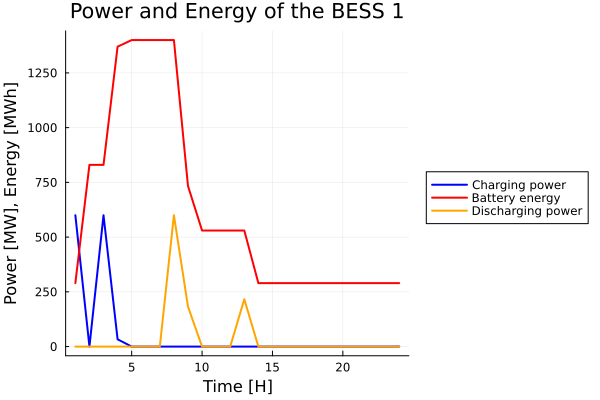 Power and Energy of the BESS 1
Power [MW], Energy [MWh]
1250
1000
750
500
250
0
5
10
15
20
Time [H]
Charging power
Battery energy
Discharging power